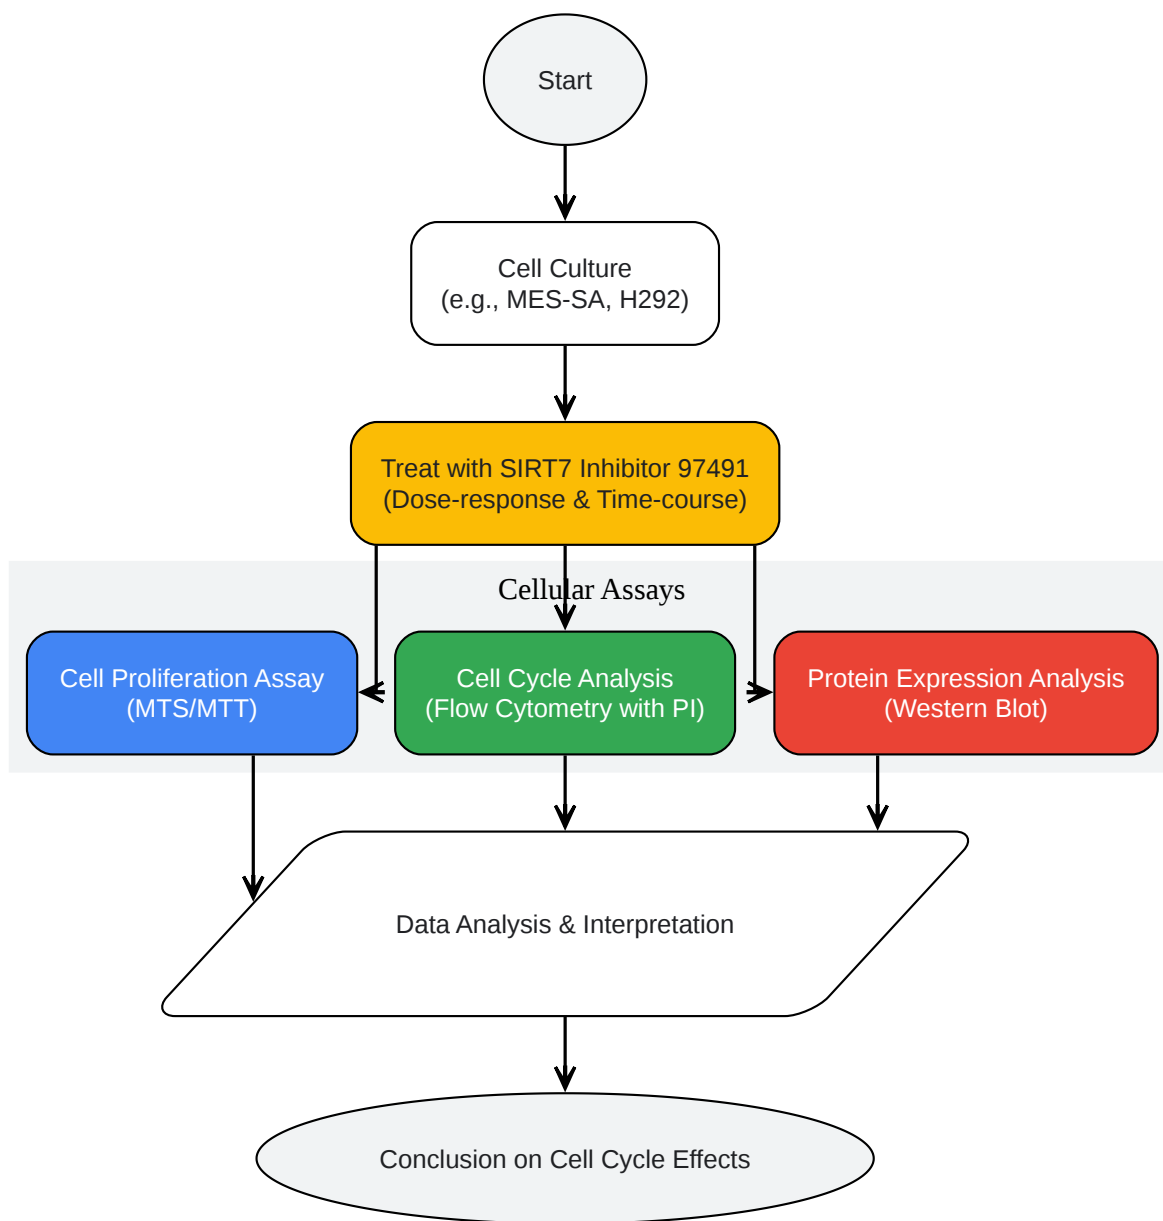 Start
Cell Culture
(e.g., MES-SA, H292)
Treat with SIRT7 Inhibitor 97491
(Dose-response & Time-course)
Cellular Assays
Cell Proliferation Assay
(MTS/MTT)
Cell Cycle Analysis
(Flow Cytometry with PI)
Protein Expression Analysis
(Western Blot)
Data Analysis & Interpretation
Conclusion on Cell Cycle Effects